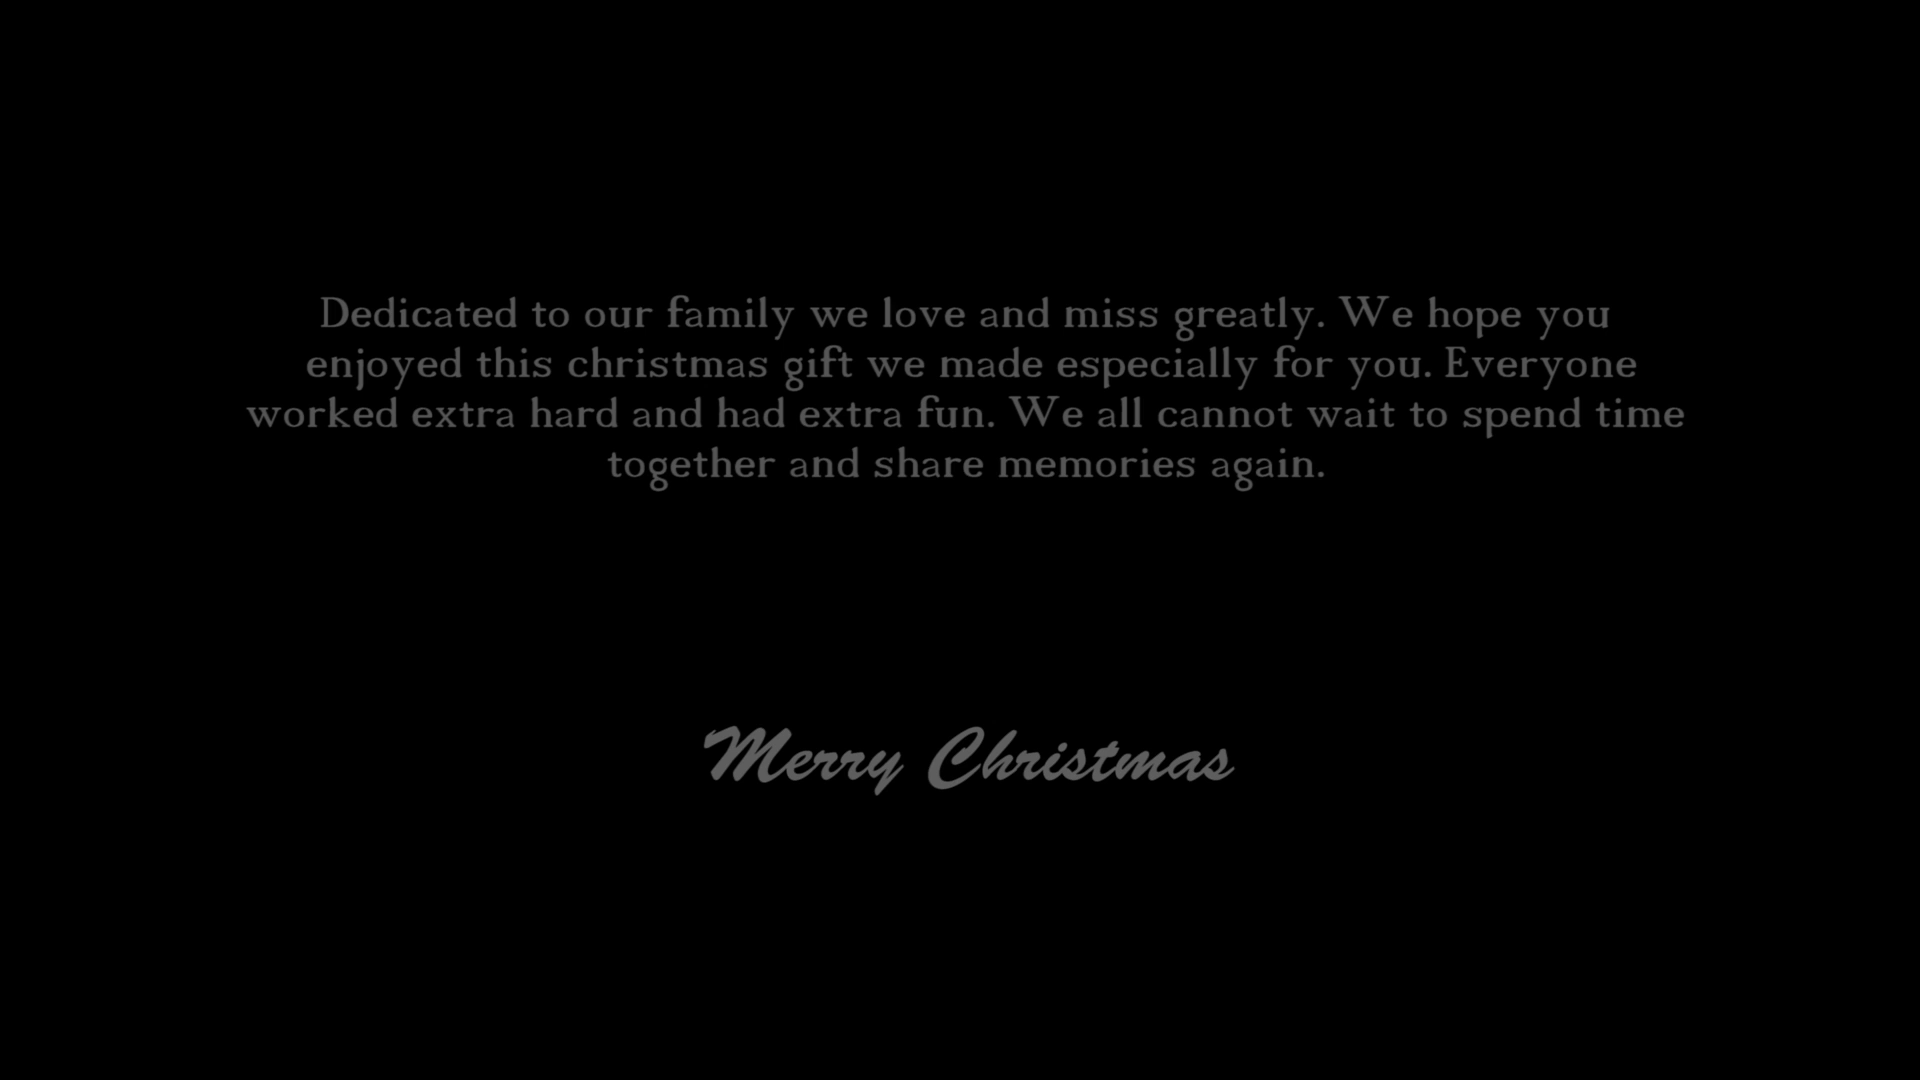 Dedicated to our family we love and miss greatly. We hope you
enjoyed this christmas gift we made especially for you. Everyone
worked extra hard and had extra fun. We all cannot wait to spend time
together and share memories again.
Merry Christmas